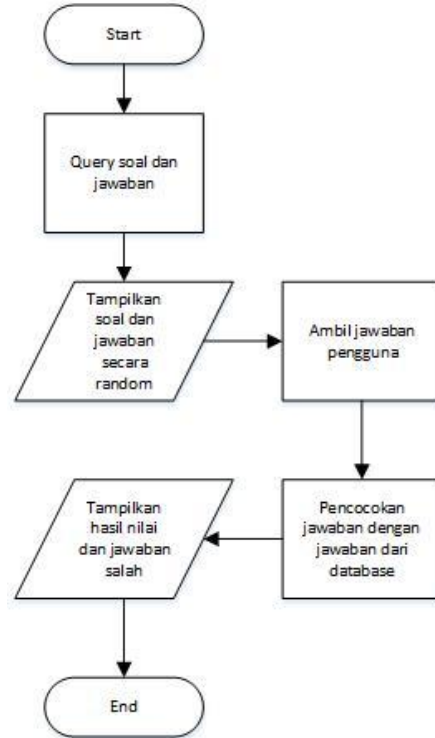 Start
Query soal dan
jawaban
Tampilkan
soal dan
jawaban
secara
random
Ambil jawaban
pengguna
Pencocokan
jawaban dengan
jawaban dari
database
Tampilkan
hasil nilai
dan jawaban
salah
End